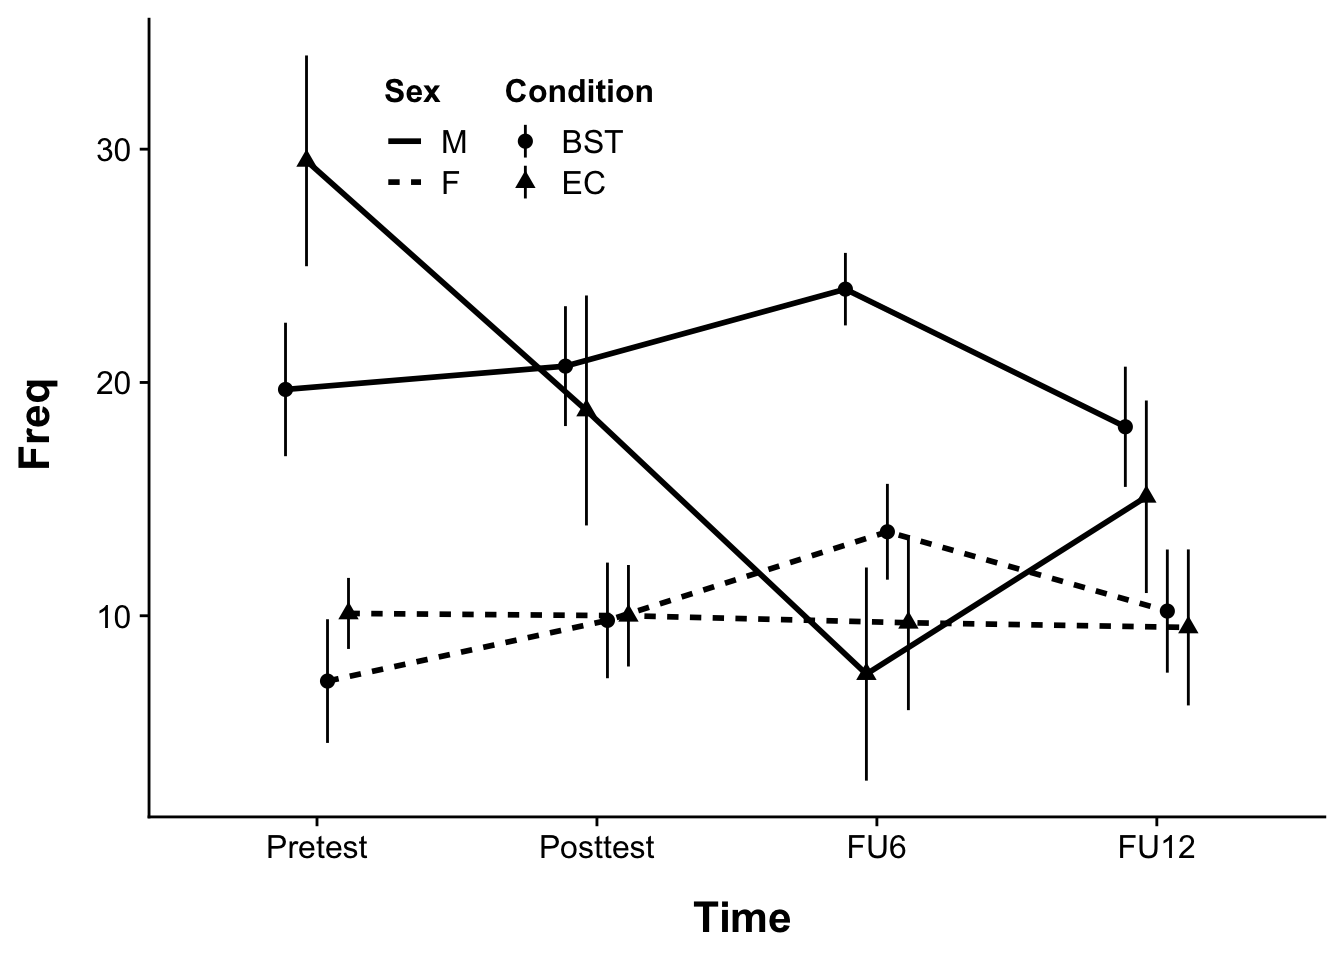 Sex Condition
M BST
F EC
30
20
10
Freq
Pretest Posttest FU6 FU12
Time